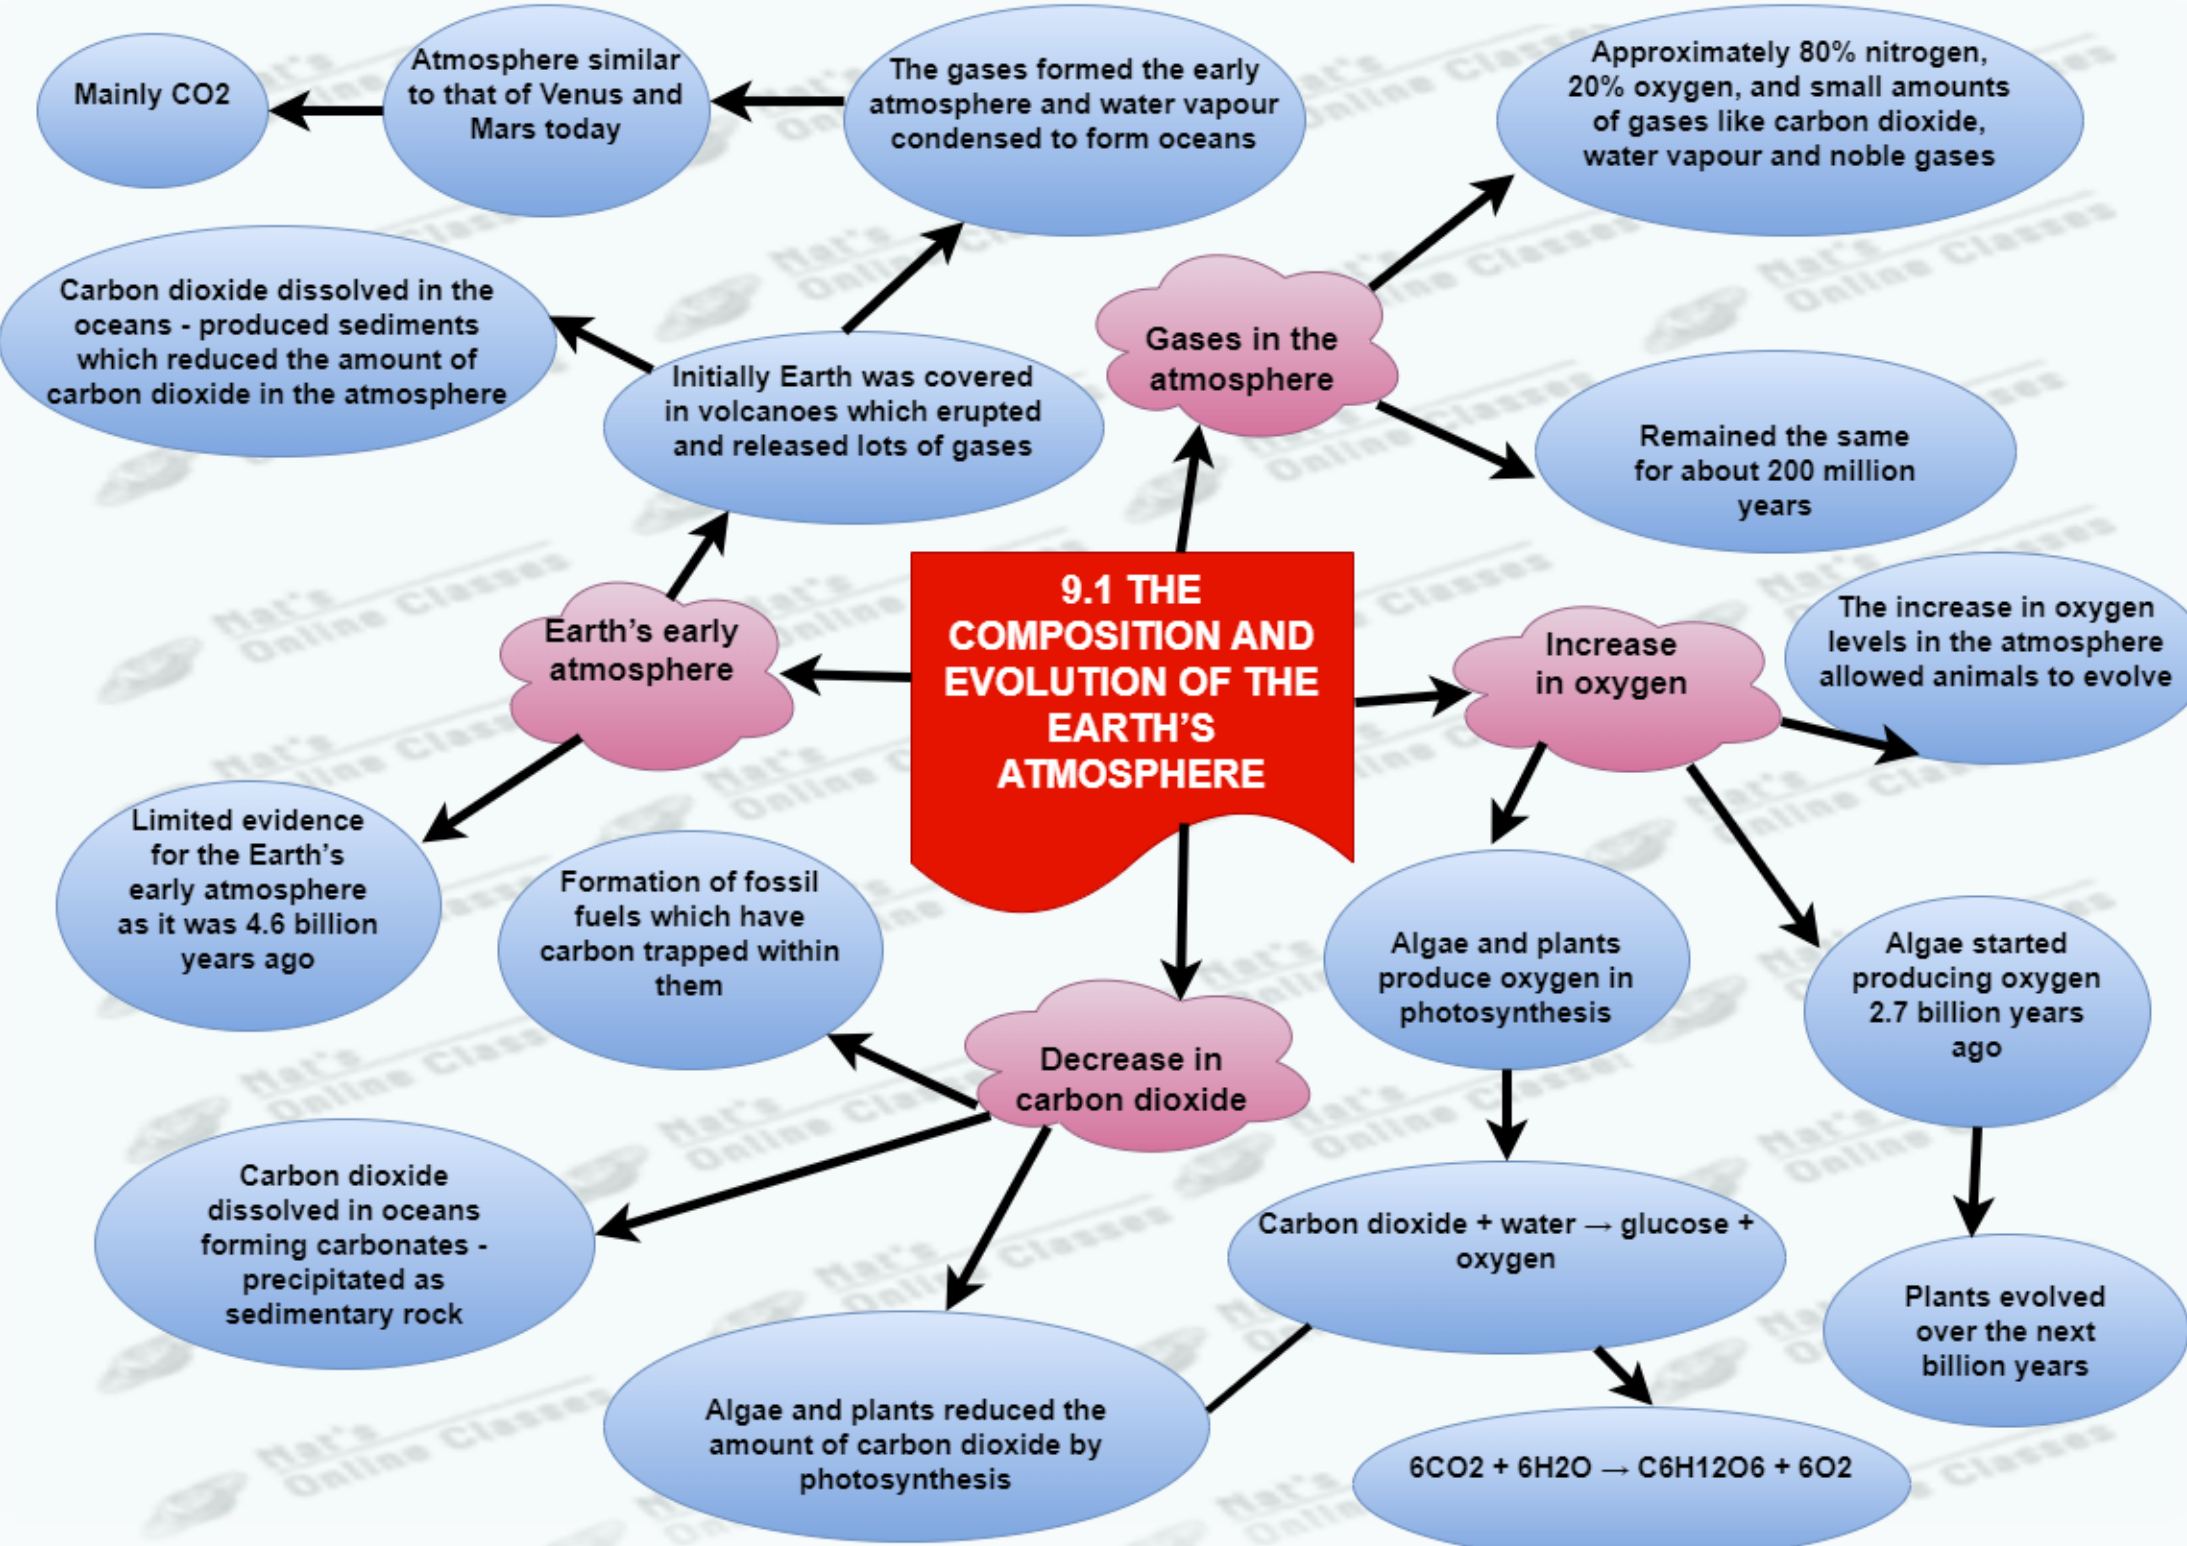 Mainly CO2
Atmosphere similar
to that of Venus and
Mars today
The gases formed the early
atmosphere and water vapour
condensed to form oceans
Approximately 80% nitrogen,
20% oxygen, and small amounts
of gases like carbon dioxide,
water vapour and noble gases
Carbon dioxide dissolved in the
oceans - produced sediments
which reduced the amount of
carbon dioxide in the atmosphere
Initially Earth was covered
in volcanoes which erupted
and released lots of gases
Gases in the
atmosphere
Remained the same
for about 200 million
years
Earth's early
atmosphere
9.1 THE
COMPOSITION AND
EVOLUTION OF THE
EARTH'S
ATMOSPHERE
Increase
in oxygen
The increase in oxygen
levels in the atmosphere
allowed animals to evolve
Limited evidence
for the Earth's
early atmosphere
as it was 4.6 billion
years ago
Formation of fossil
fuels which have
carbon trapped within
them
Decrease in
carbon dioxide
Algae and plants
produce oxygen in
photosynthesis
Algae started
producing oxygen
2.7 billion years
ago
Carbon dioxide
dissolved in oceans
forming carbonates -
precipitated as
sedimentary rock
Carbon dioxide + water → glucose +
oxygen
Plants evolved
over the next
billion years
Algae and plants reduced the
amount of carbon dioxide by
photosynthesis
6CO2 + 6H2O → C6H12O6 + 6O2
Mat's
Online Classes